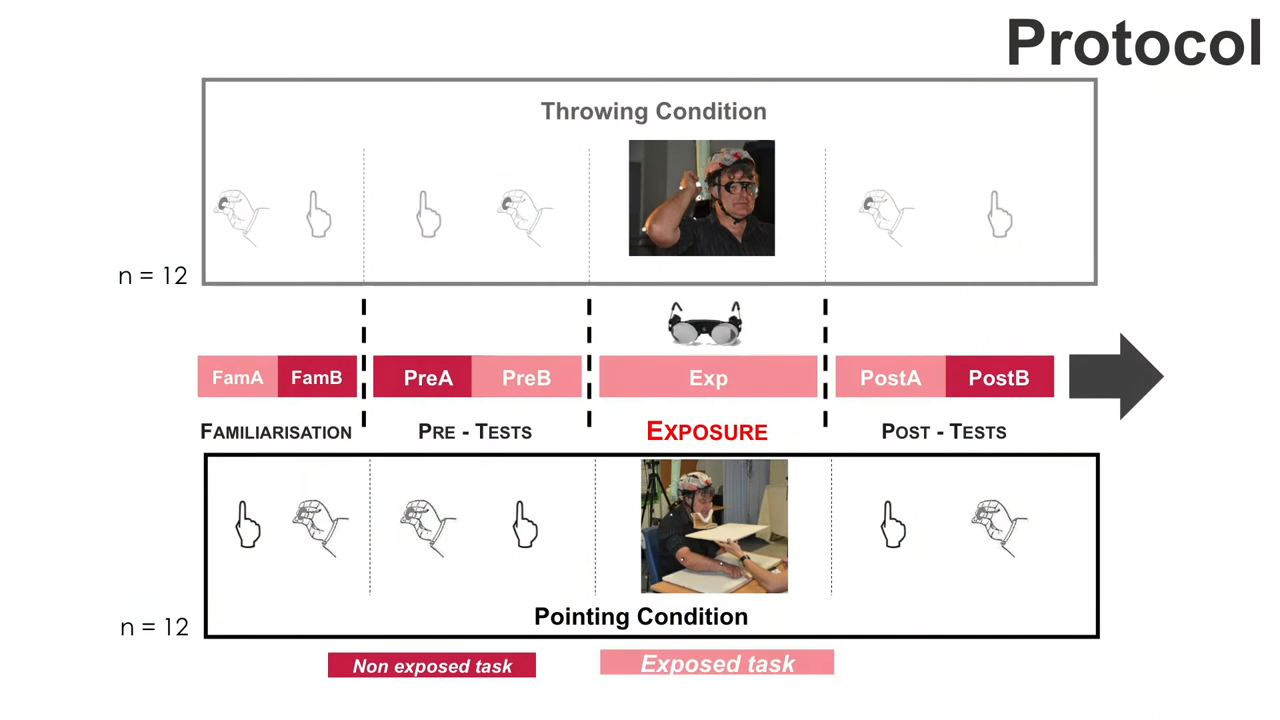 Protocol
Throwing Condition
n = 12
FamA FamB PreA PreB Exp PostA PostB
FAMILIARISATION PRE - TESTS EXPOSURE POST - TESTS
Pointing Condition
n = 12
Non exposed task Exposed task